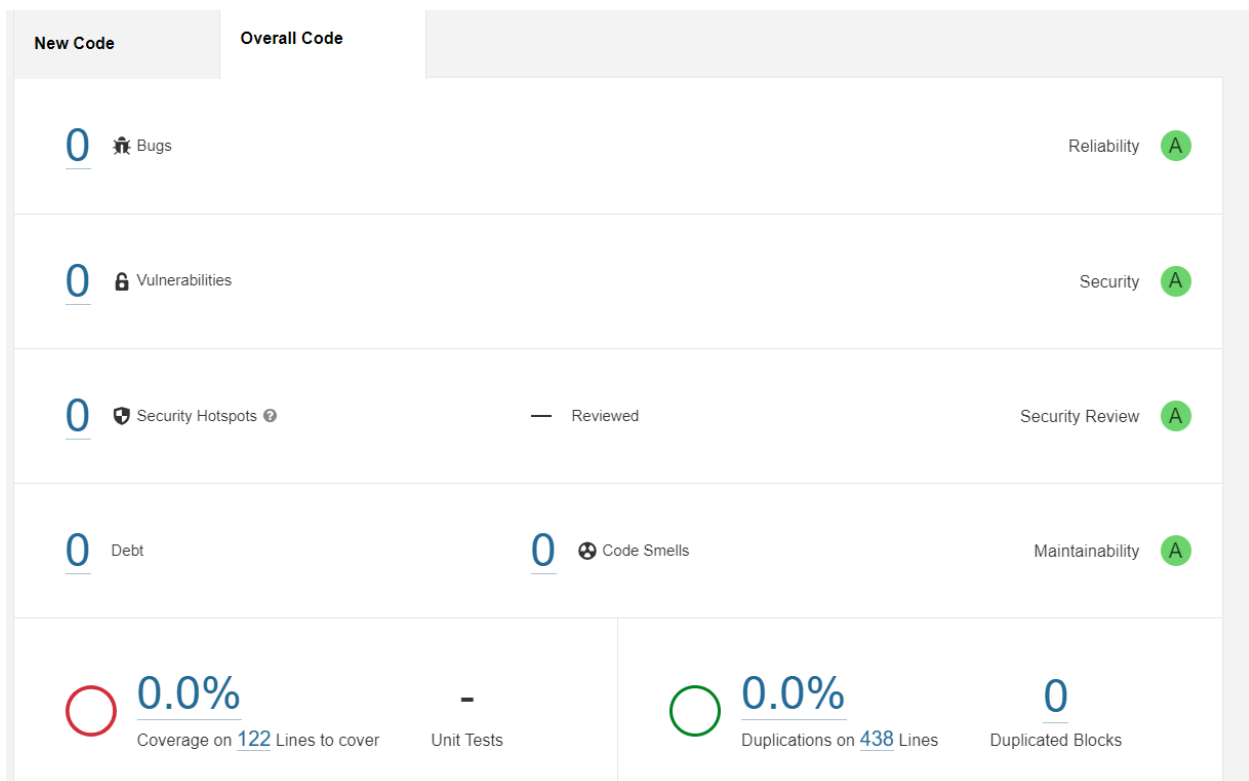 New Code
Overall Code
0 Bugs
Reliability A
0 Vulnerabilities
Security A
0 Security Hotspots ?
— Reviewed
Security Review A
0 Debt
0 Code Smells
Maintainability A
0.0%
Coverage on 122 Lines to cover
-
Unit Tests
0.0%
Duplications on 438 Lines
0
Duplicated Blocks